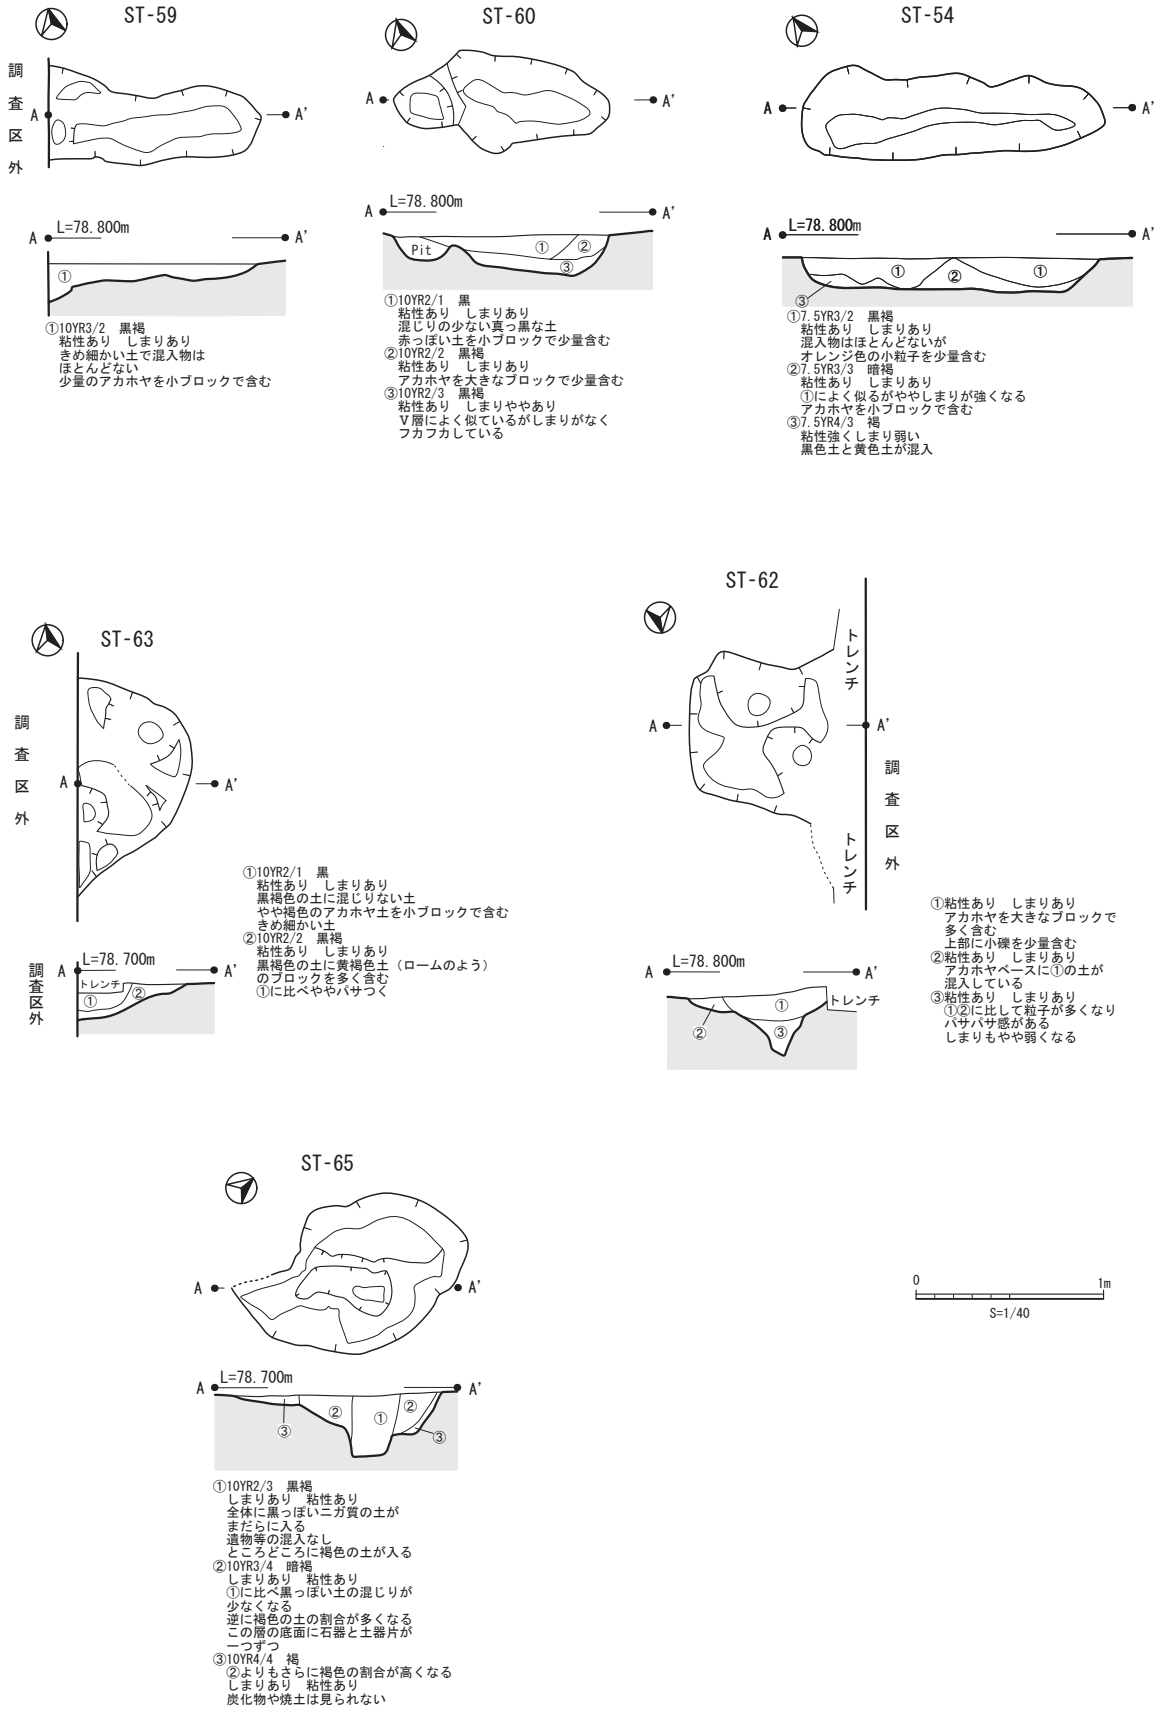 ST-59
調査区外
A
A'
A
L=78.800m
A'
①
①10YR3/2 黒褐
粘性あり しまりあり
きめ細かい土で混入物は
ほとんどない
少量のアカホヤを小ブロックで含む
ST-60
A
A'
A
L=78.800m
A'
Pit
①
②
③
①10YR2/1 黒
粘性あり しまりあり
混じりの少ない真っ黒な土
赤っぽい土を小ブロックで少量含む
②10YR2/2 黒褐
粘性あり しまりあり
アカホヤを大きなブロックで少量含む
③10YR2/3 黒褐
粘性あり しまりややあり
Ⅴ層によく似ているがしまりがなく
フカフカしている
ST-54
A
A'
A
L=78.800m
A'
①
②
①
③
①7.5YR3/2 黒褐
粘性あり しまりあり
混入物はほとんどないが
オレンジ色の小粒子を少量含む
②7.5YR3/3 暗褐
粘性あり しまりあり
①によく似るがややしまりが強くなる
アカホヤを小ブロックで含む
③7.5YR4/3 褐
粘性強くしまり弱い
黒色土と黄色土が混入
ST-63
調査区外
A
A'
調査区外
A
L=78.700m
A'
トレンチ
①
②
①10YR2/1 黒
粘性あり しまりあり
黒褐色の土に混じりない土
やや褐色のアカホヤ土を小ブロックで含む
きめ細かい土
②10YR2/2 黒褐
粘性あり しまりあり
黒褐色の土に黄褐色土（ロームのよう）
のブロックを多く含む
①に比べややパサつく
ST-62
トレンチ
A
A'
調査区外
トレンチ
A
L=78.800m
A'
①
トレンチ
②
③
①粘性あり しまりあり
アカホヤを大きなブロックで
多く含む
上部に小礫を少量含む
②粘性あり しまりあり
アカホヤベースに①の土が
混入している
③粘性あり しまりあり
①②に比して粒子が多くなり
パサパサ感がある
しまりもやや弱くなる
ST-65
A
A'
A
L=78.700m
A'
②
①
②
③
③
①10YR2/3 黒褐
しまりあり 粘性あり
全体に黒っぽいニガ質の土が
まだらに入る
遺物等の混入なし
ところどころに褐色の土が入る
②10YR3/4 暗褐
しまりあり 粘性あり
①に比べ黒っぽい土の混じりが
少なくなる
逆に褐色の土の割合が多くなる
この層の底面に石器と土器片が
一つずつ
③10YR4/4 褐
②よりもさらに褐色の割合が高くなる
しまりあり 粘性あり
炭化物や焼土は見られない
0
1m
S=1/40